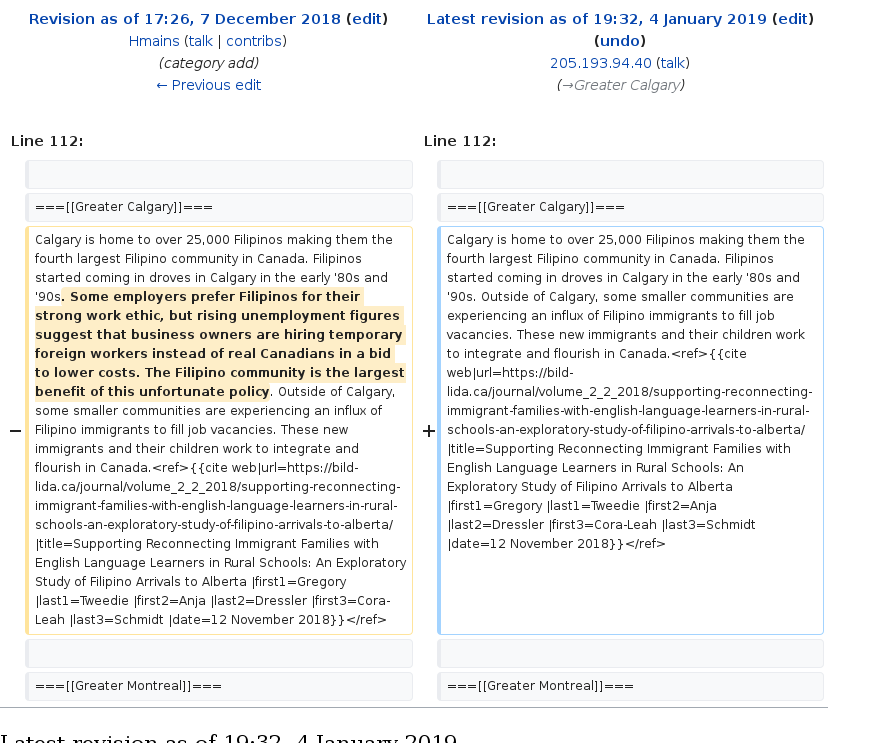 Revision as of 17:26, 7 December 2018 (edit)
Hmains (talk | contribs)
(category add)
← Previous edit
Latest revision as of 19:32, 4 January 2019 (edit)
(undo)
205.193.94.40 (talk)
(→Greater Calgary)
Line 112:
Line 112:
===[[Greater Calgary]]===
===[[Greater Calgary]]===
−
Calgary is home to over 25,000 Filipinos making them the
fourth largest Filipino community in Canada. Filipinos
started coming in droves in Calgary in the early '80s and
'90s. Some employers prefer Filipinos for their
strong work ethic, but rising unemployment figures
suggest that business owners are hiring temporary
foreign workers instead of real Canadians in a bid
to lower costs. The Filipino community is the largest
benefit of this unfortunate policy. Outside of Calgary,
some smaller communities are experiencing an influx of
Filipino immigrants to fill job vacancies. These new
immigrants and their children work to integrate and
flourish in Canada.<ref>{{cite web|url=https://bild-
lida.ca/journal/volume_2_2_2018/supporting-reconnecting-
immigrant-families-with-english-language-learners-in-rural-
schools-an-exploratory-study-of-filipino-arrivals-to-alberta/
|title=Supporting Reconnecting Immigrant Families with
English Language Learners in Rural Schools: An Exploratory
Study of Filipino Arrivals to Alberta |first1=Gregory
|last1=Tweedie |first2=Anja |last2=Dressler |first3=Cora-
Leah |last3=Schmidt |date=12 November 2018}}</ref>
+
Calgary is home to over 25,000 Filipinos making them the
fourth largest Filipino community in Canada. Filipinos
started coming in droves in Calgary in the early '80s and
'90s. Outside of Calgary, some smaller communities are
experiencing an influx of Filipino immigrants to fill job
vacancies. These new immigrants and their children work
to integrate and flourish in Canada.<ref>{{cite
web|url=https://bild-
lida.ca/journal/volume_2_2_2018/supporting-reconnecting-
immigrant-families-with-english-language-learners-in-rural-
schools-an-exploratory-study-of-filipino-arrivals-to-alberta/
|title=Supporting Reconnecting Immigrant Families with
English Language Learners in Rural Schools: An
Exploratory Study of Filipino Arrivals to Alberta
|first1=Gregory |last1=Tweedie |first2=Anja
|last2=Dressler |first3=Cora-Leah |last3=Schmidt
|date=12 November 2018}}</ref>
===[[Greater Montreal]]===
===[[Greater Montreal]]===
Latest revision as of 19:32, 4 January 2019